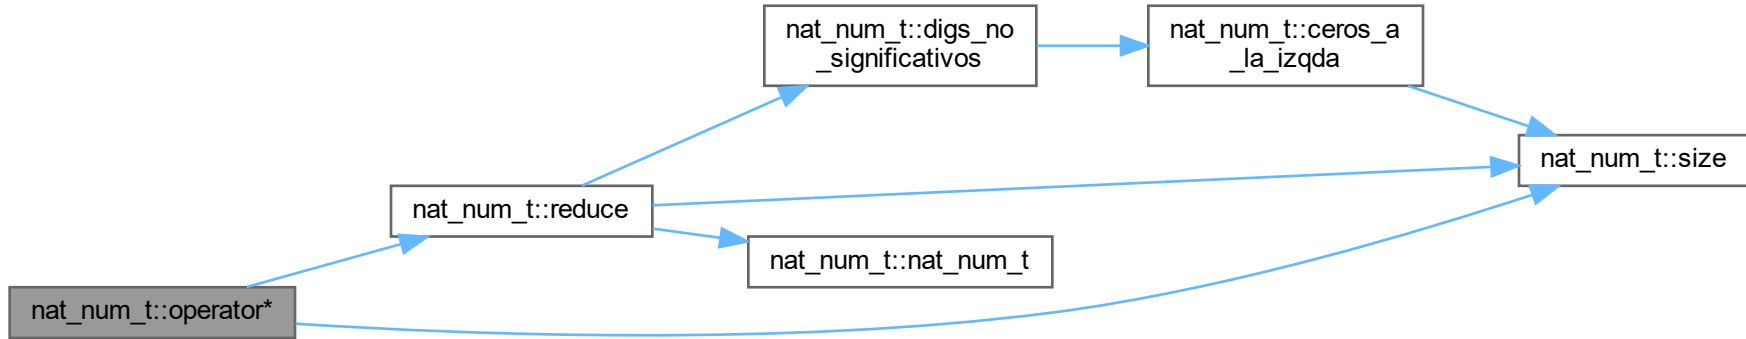 nat_num_t::digs_no
_significativos
nat_num_t::ceros_a
_la_izqda
nat_num_t::size
nat_num_t::reduce
nat_num_t::nat_num_t
nat_num_t::operator*